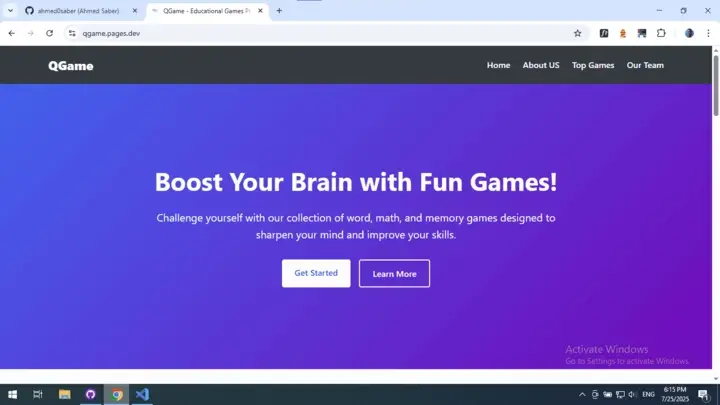 ahmed0saber (Ahmed Saber)
QGame - Educational Games Pl
qgame.pages.dev
QGame
Home About US Top Games Our Team
Boost Your Brain with Fun Games!
Challenge yourself with our collection of word, math, and memory games designed to
sharpen your mind and improve your skills.
Get Started Learn More
Activate Windows
Go to Settings to activate Windows.
ENG
6:15 PM
7/25/2025